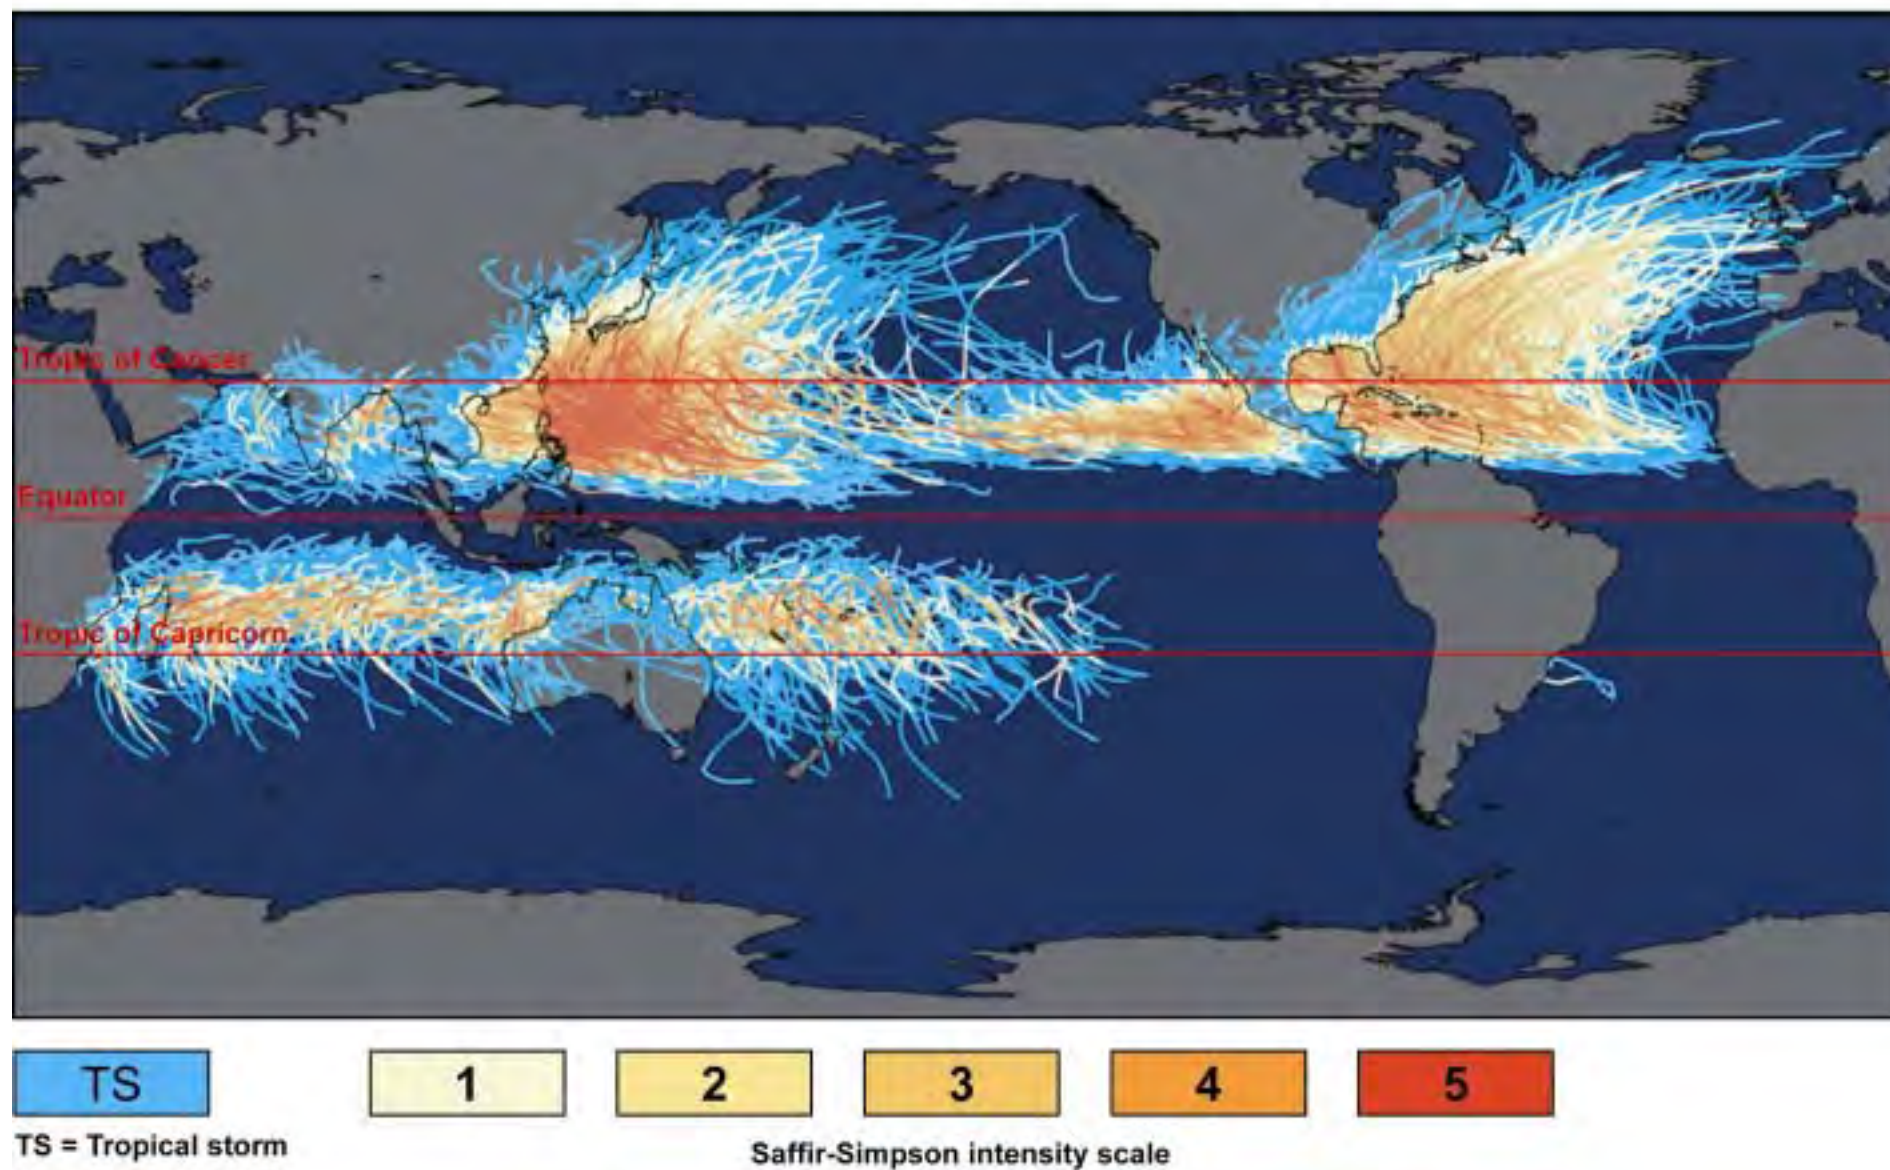 Tropic of Cancer
Equator
Tropic of Capricorn
TS 1 2 3 4 5
TS = Tropical storm
Saffir-Simpson intensity scale